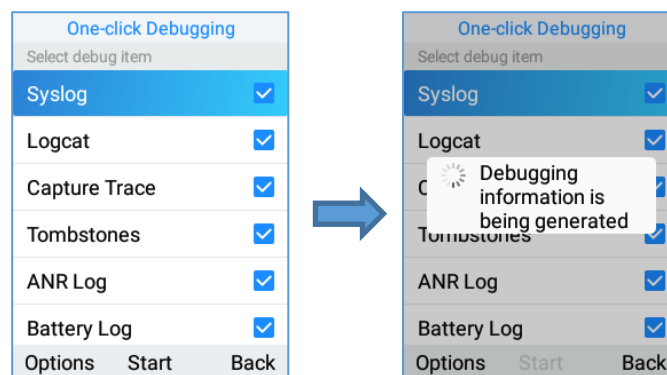 One-click Debugging
Select debug item
Syslog
Logcat
Capture Trace
Tombstones
ANR Log
Battery Log
Options Start Back
One-click Debugging
Select debug item
Syslog
Logcat
C
Debugging
information is
being generated
Tombstones
ANR Log
Battery Log
Options Start Back